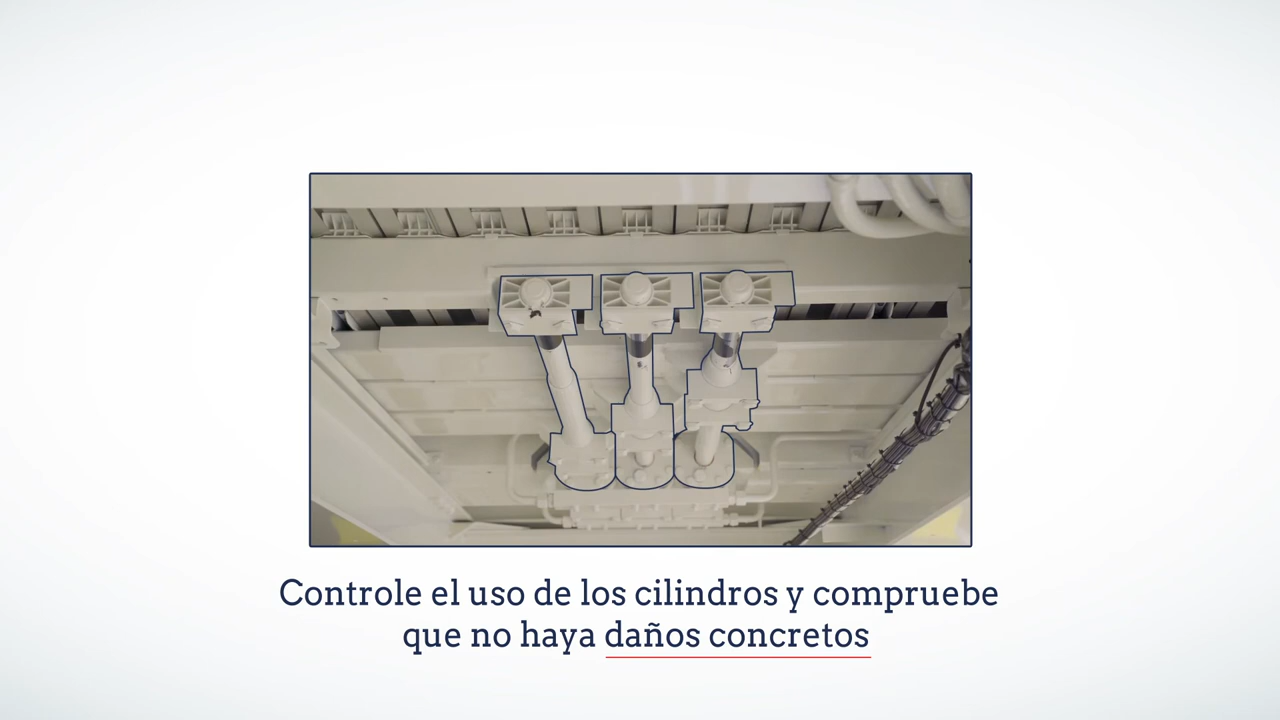 Controle el uso de los cilindros y compruebe
que no haya daños concretos